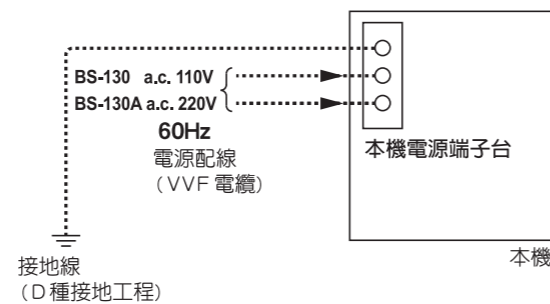 BS-130 a.c. 110V
BS-130A a.c. 220V
60Hz
電源配線
（VVF 電纜）
本機電源端子台
本機
接地線
（D 種接地工程）